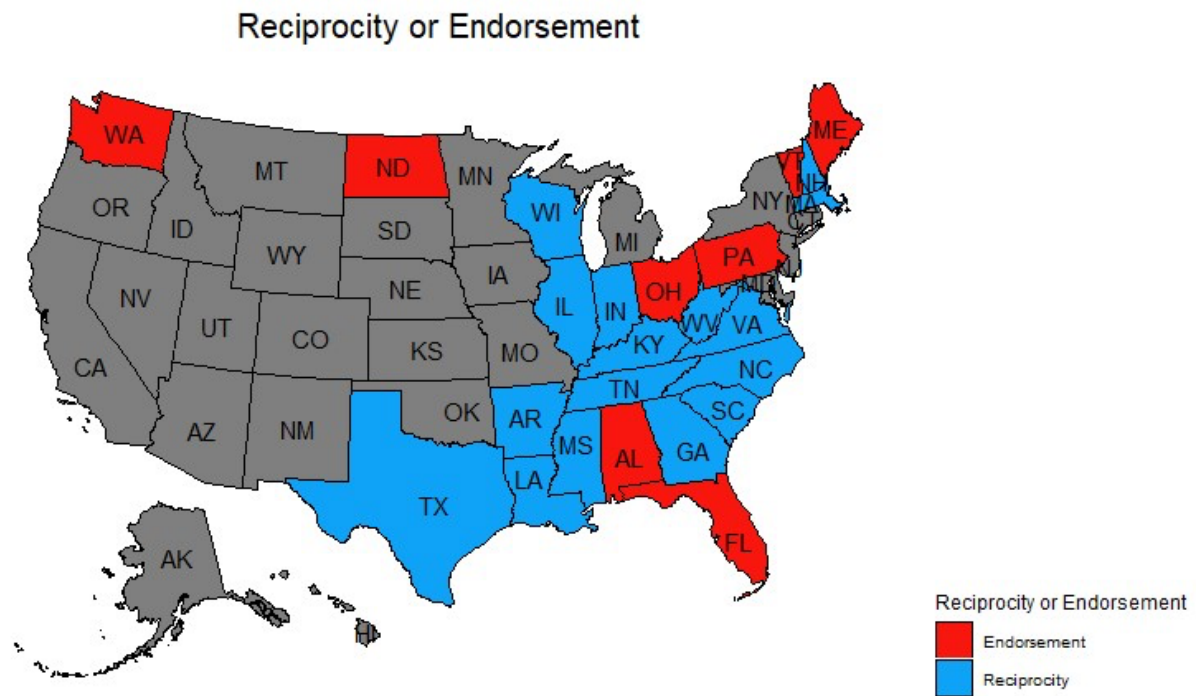 Reciprocity or Endorsement
WA
ME
MT
ND
VT
MN
NH
OR
NY
MA
WI
ID
SD
CT
MI
WY
PA
IA
NJ
NE
OH
MD
NV
IL
IN
UT
WV
VA
CO
KY
KS
MO
CA
NC
TN
OK
AR
SC
AZ
NM
MS
AL
GA
LA
TX
FL
AK
HI
Reciprocity or Endorsement
Endorsement
Reciprocity